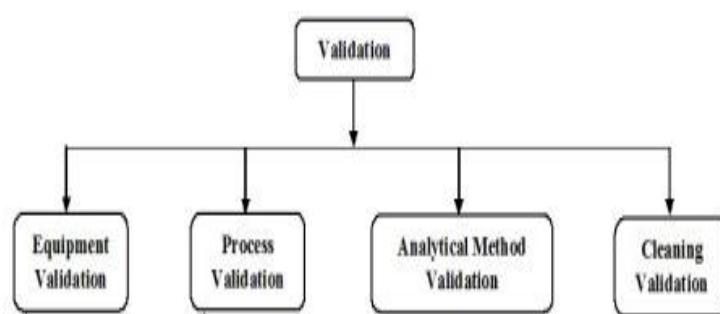 Validation
Equipment
Validation
Process
Validation
Analytical Method
Validation
Cleaning
Validation